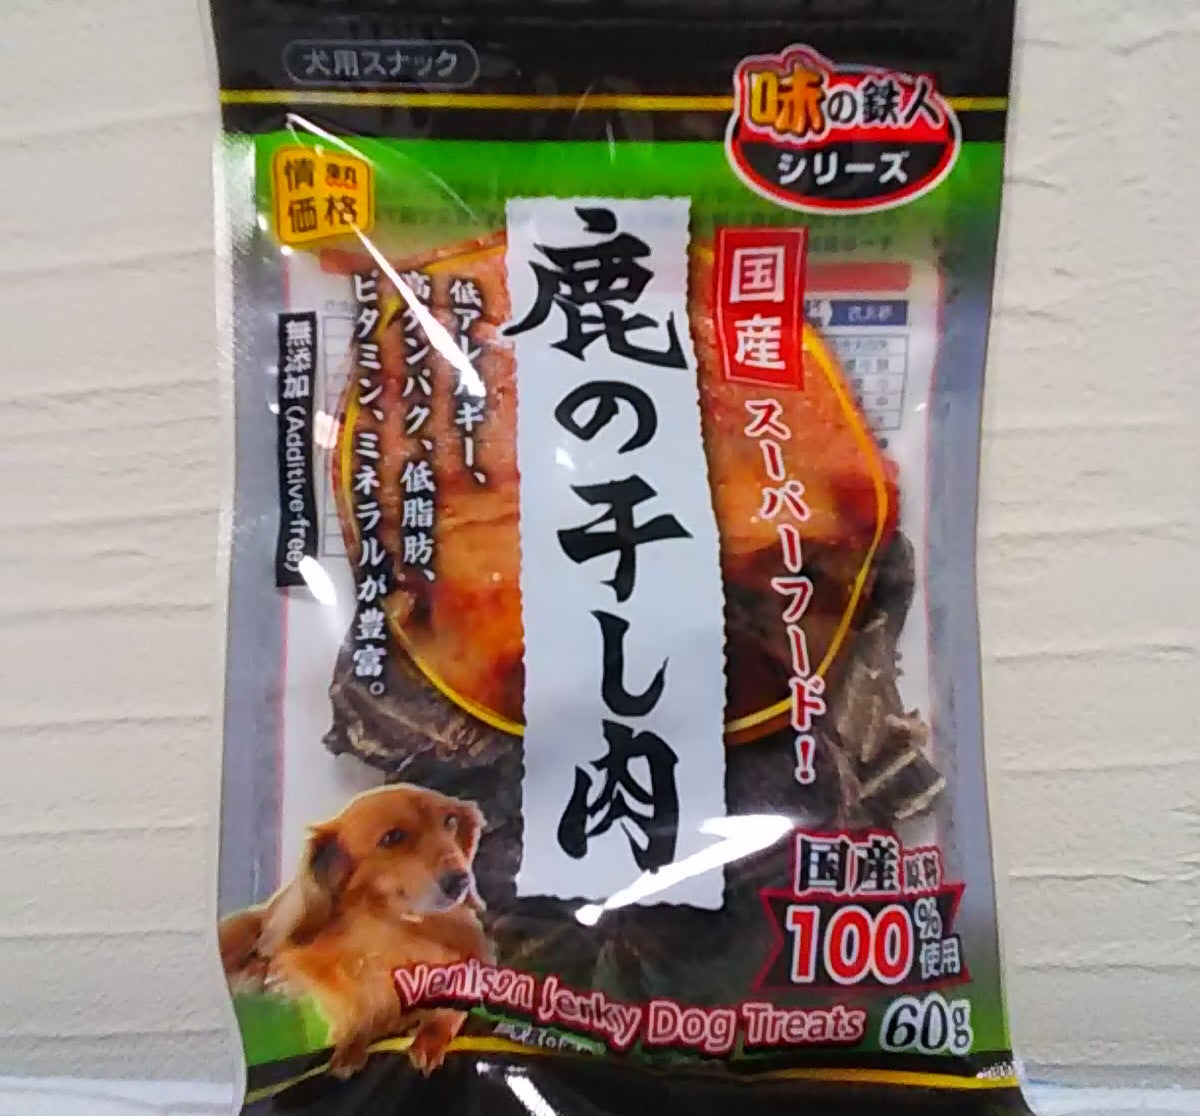 犬用スナック
味の鉄人
シリーズ
情熱
価格
国産
スーパーフード!
鹿の干し肉
低アレルギー、
高タンパク、低脂肪、
ビタミン、ミネラルが豊富。
無添加 (Additive-free)
国産原料
100%使用
Venison Jerky Dog Treats
60g